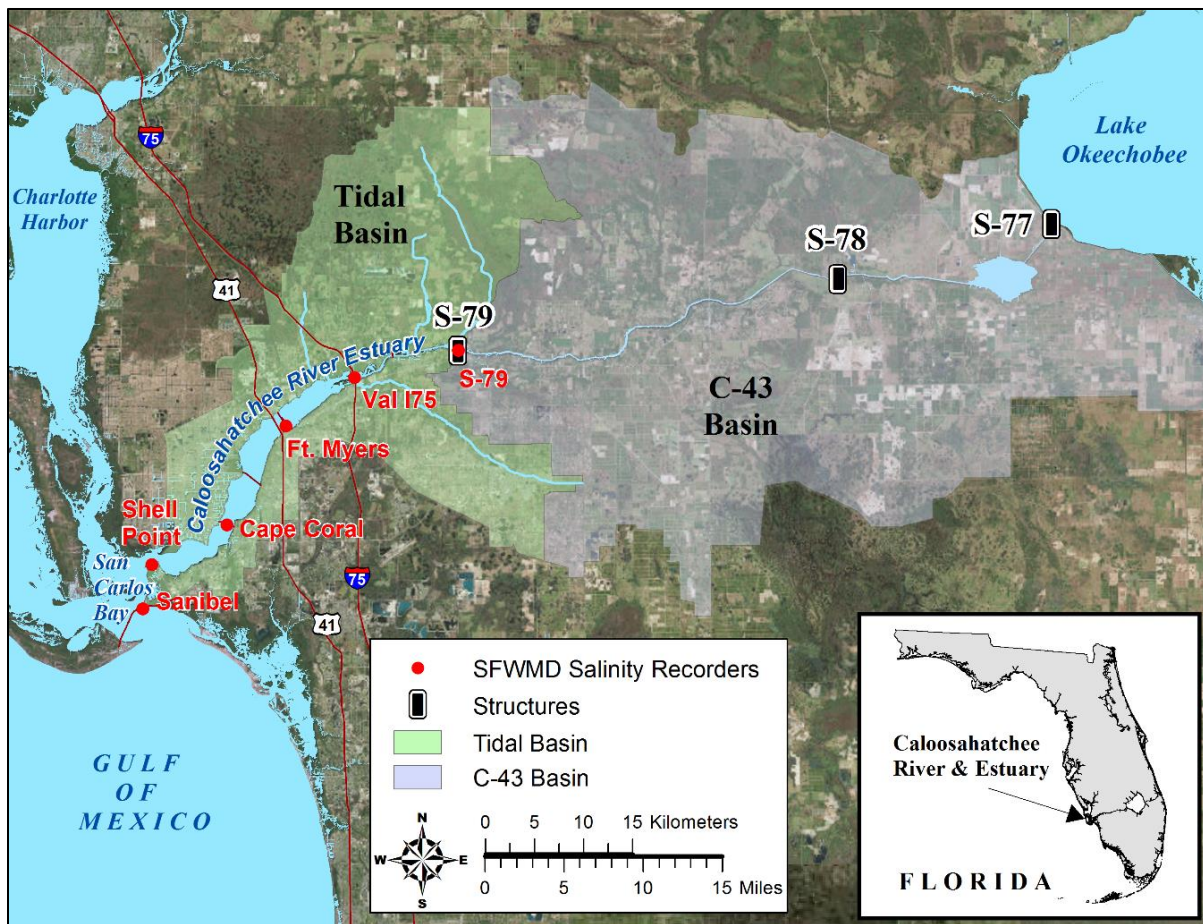 75
Lake
Okeechobee
Charlotte
Harbor
Tidal
Basin
S-77
S-78
41
S-79
S-79
Caloosahatchee River Estuary
Val I75
C-43
Basin
Ft. Myers
Shell
Point
Cape Coral
San
Carlos
Bay
Sanibel
75
41
GULF
OF
MEXICO
SFWMD Salinity Recorders
Structures
Tidal Basin
C-43 Basin
N
W E
S
0 5 10 15 Kilometers
0 5 10 15 Miles
Caloosahatchee
River & Estuary
FLORIDA